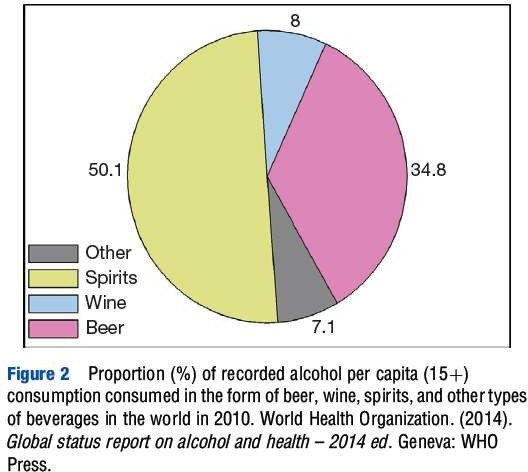 8
50.1
34.8
Other
Spirits
Wine
Beer
7.1
Figure 2 Proportion (%) of recorded alcohol per capita (15+)
consumption consumed in the form of beer, wine, spirits, and other types
of beverages in the world in 2010. World Health Organization. (2014).
Global status report on alcohol and health – 2014 ed. Geneva: WHO
Press.